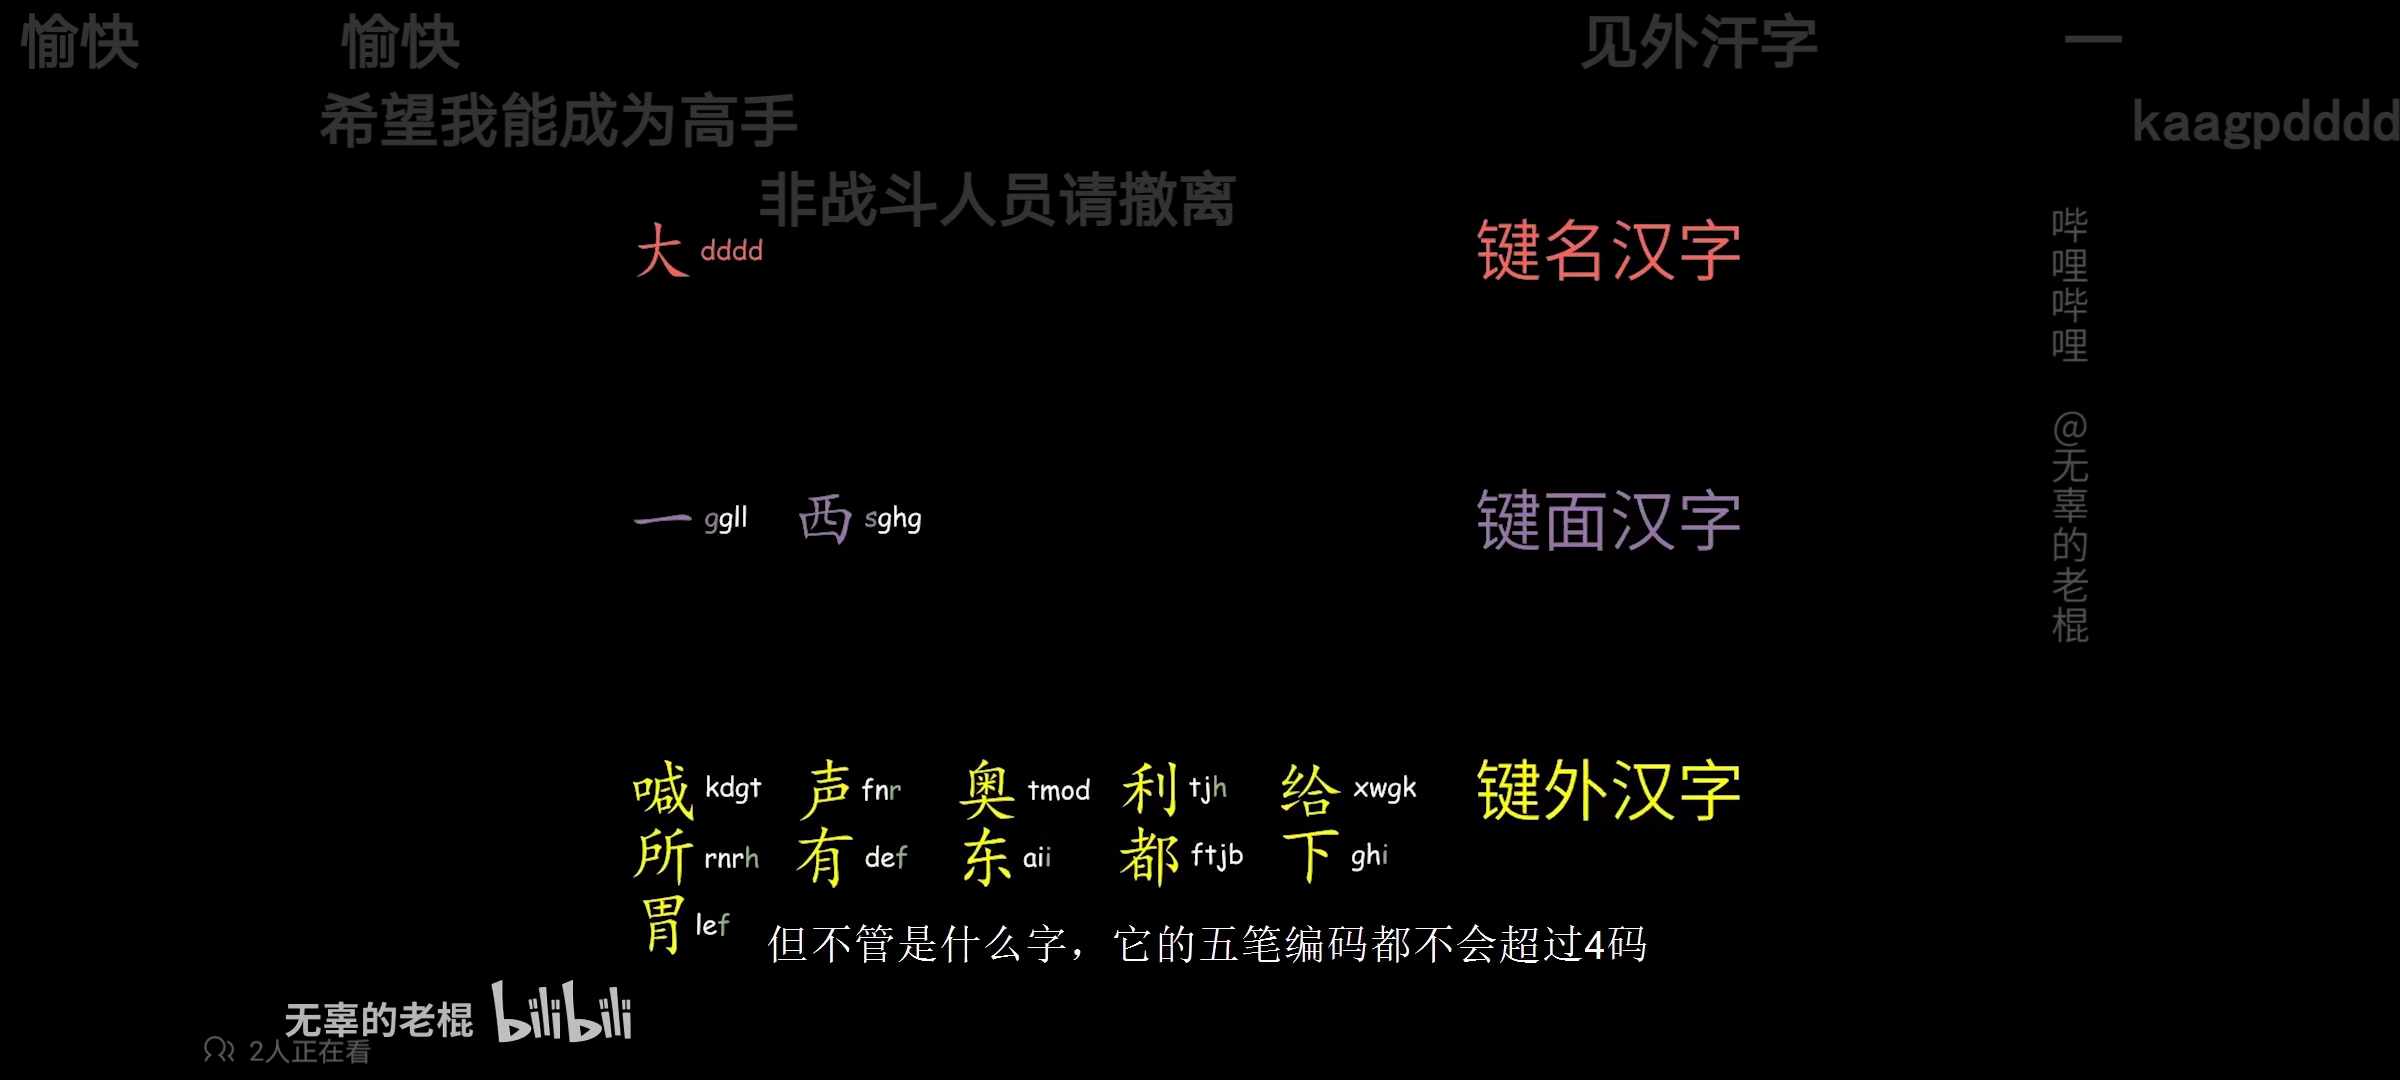 愉快 愉快 见外汗字 一
希望我能成为高手 kaagpdddd
非战斗人员请撤离
大 dddd 键名汉字
一 ggll 西 sghg 键面汉字
喊 kdgt 声 fnr 奥 tmod 利 tjh 给 xwgk 键外汉字
所 rnrh 有 def 东 aii 都 ftjb 下 ghi
胃 lef
但不管是什么字，它的五笔编码都不会超过4码
哔哩哔哩 @无辜的老棍
无辜的老棍 bilibili
2人正在看